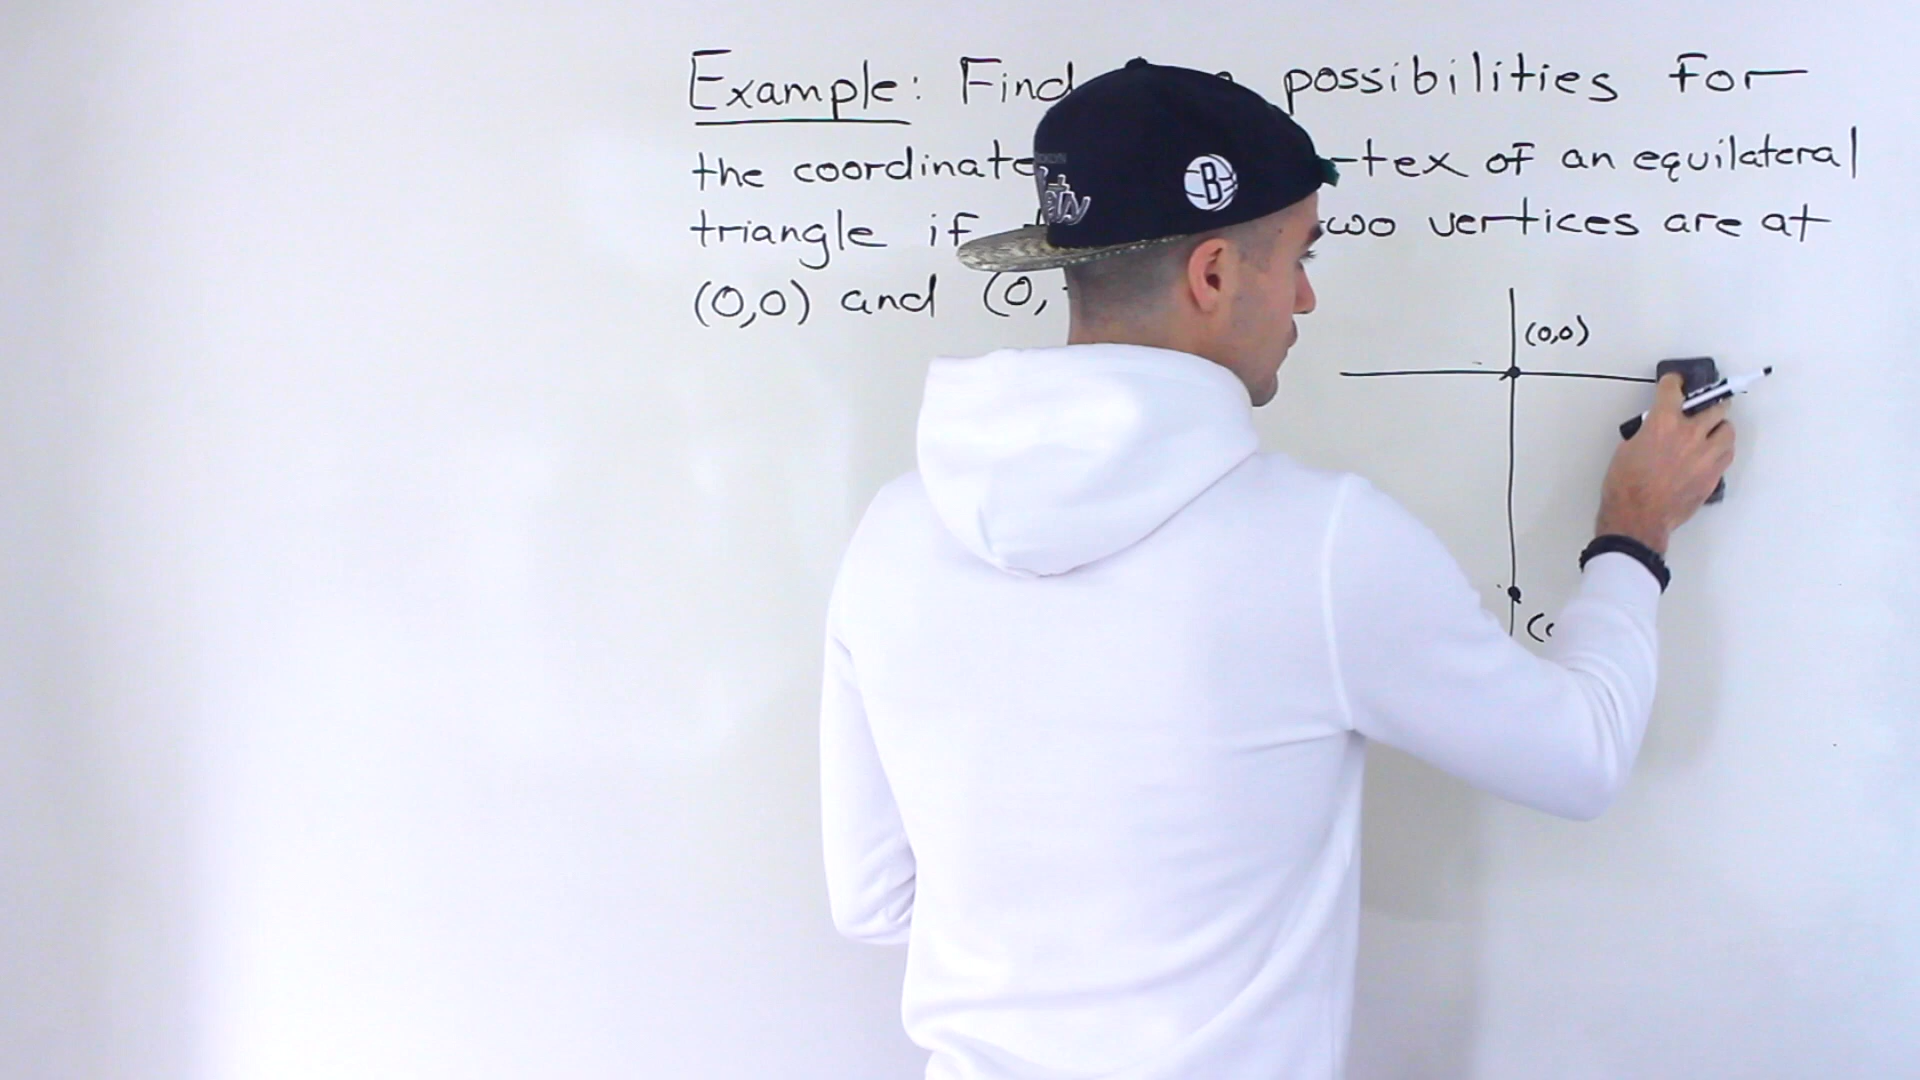 Example: Find possibilities for
the coordinate -tex of an equilateral
triangle if wo vertices are at
(0,0) and (0,
(0,0)
B